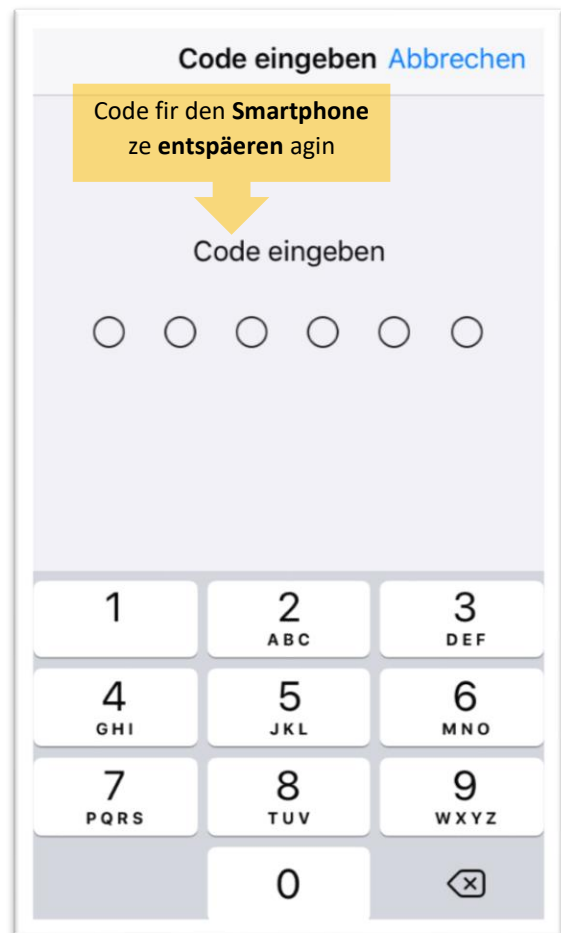 Code eingeben Abbrechen
Code fir den Smartphone
ze entspäeren agin
Code eingeben
1
2
ABC
3
DEF
4
GHI
5
JKL
6
MNO
7
PQRS
8
TUV
9
WXYZ
0